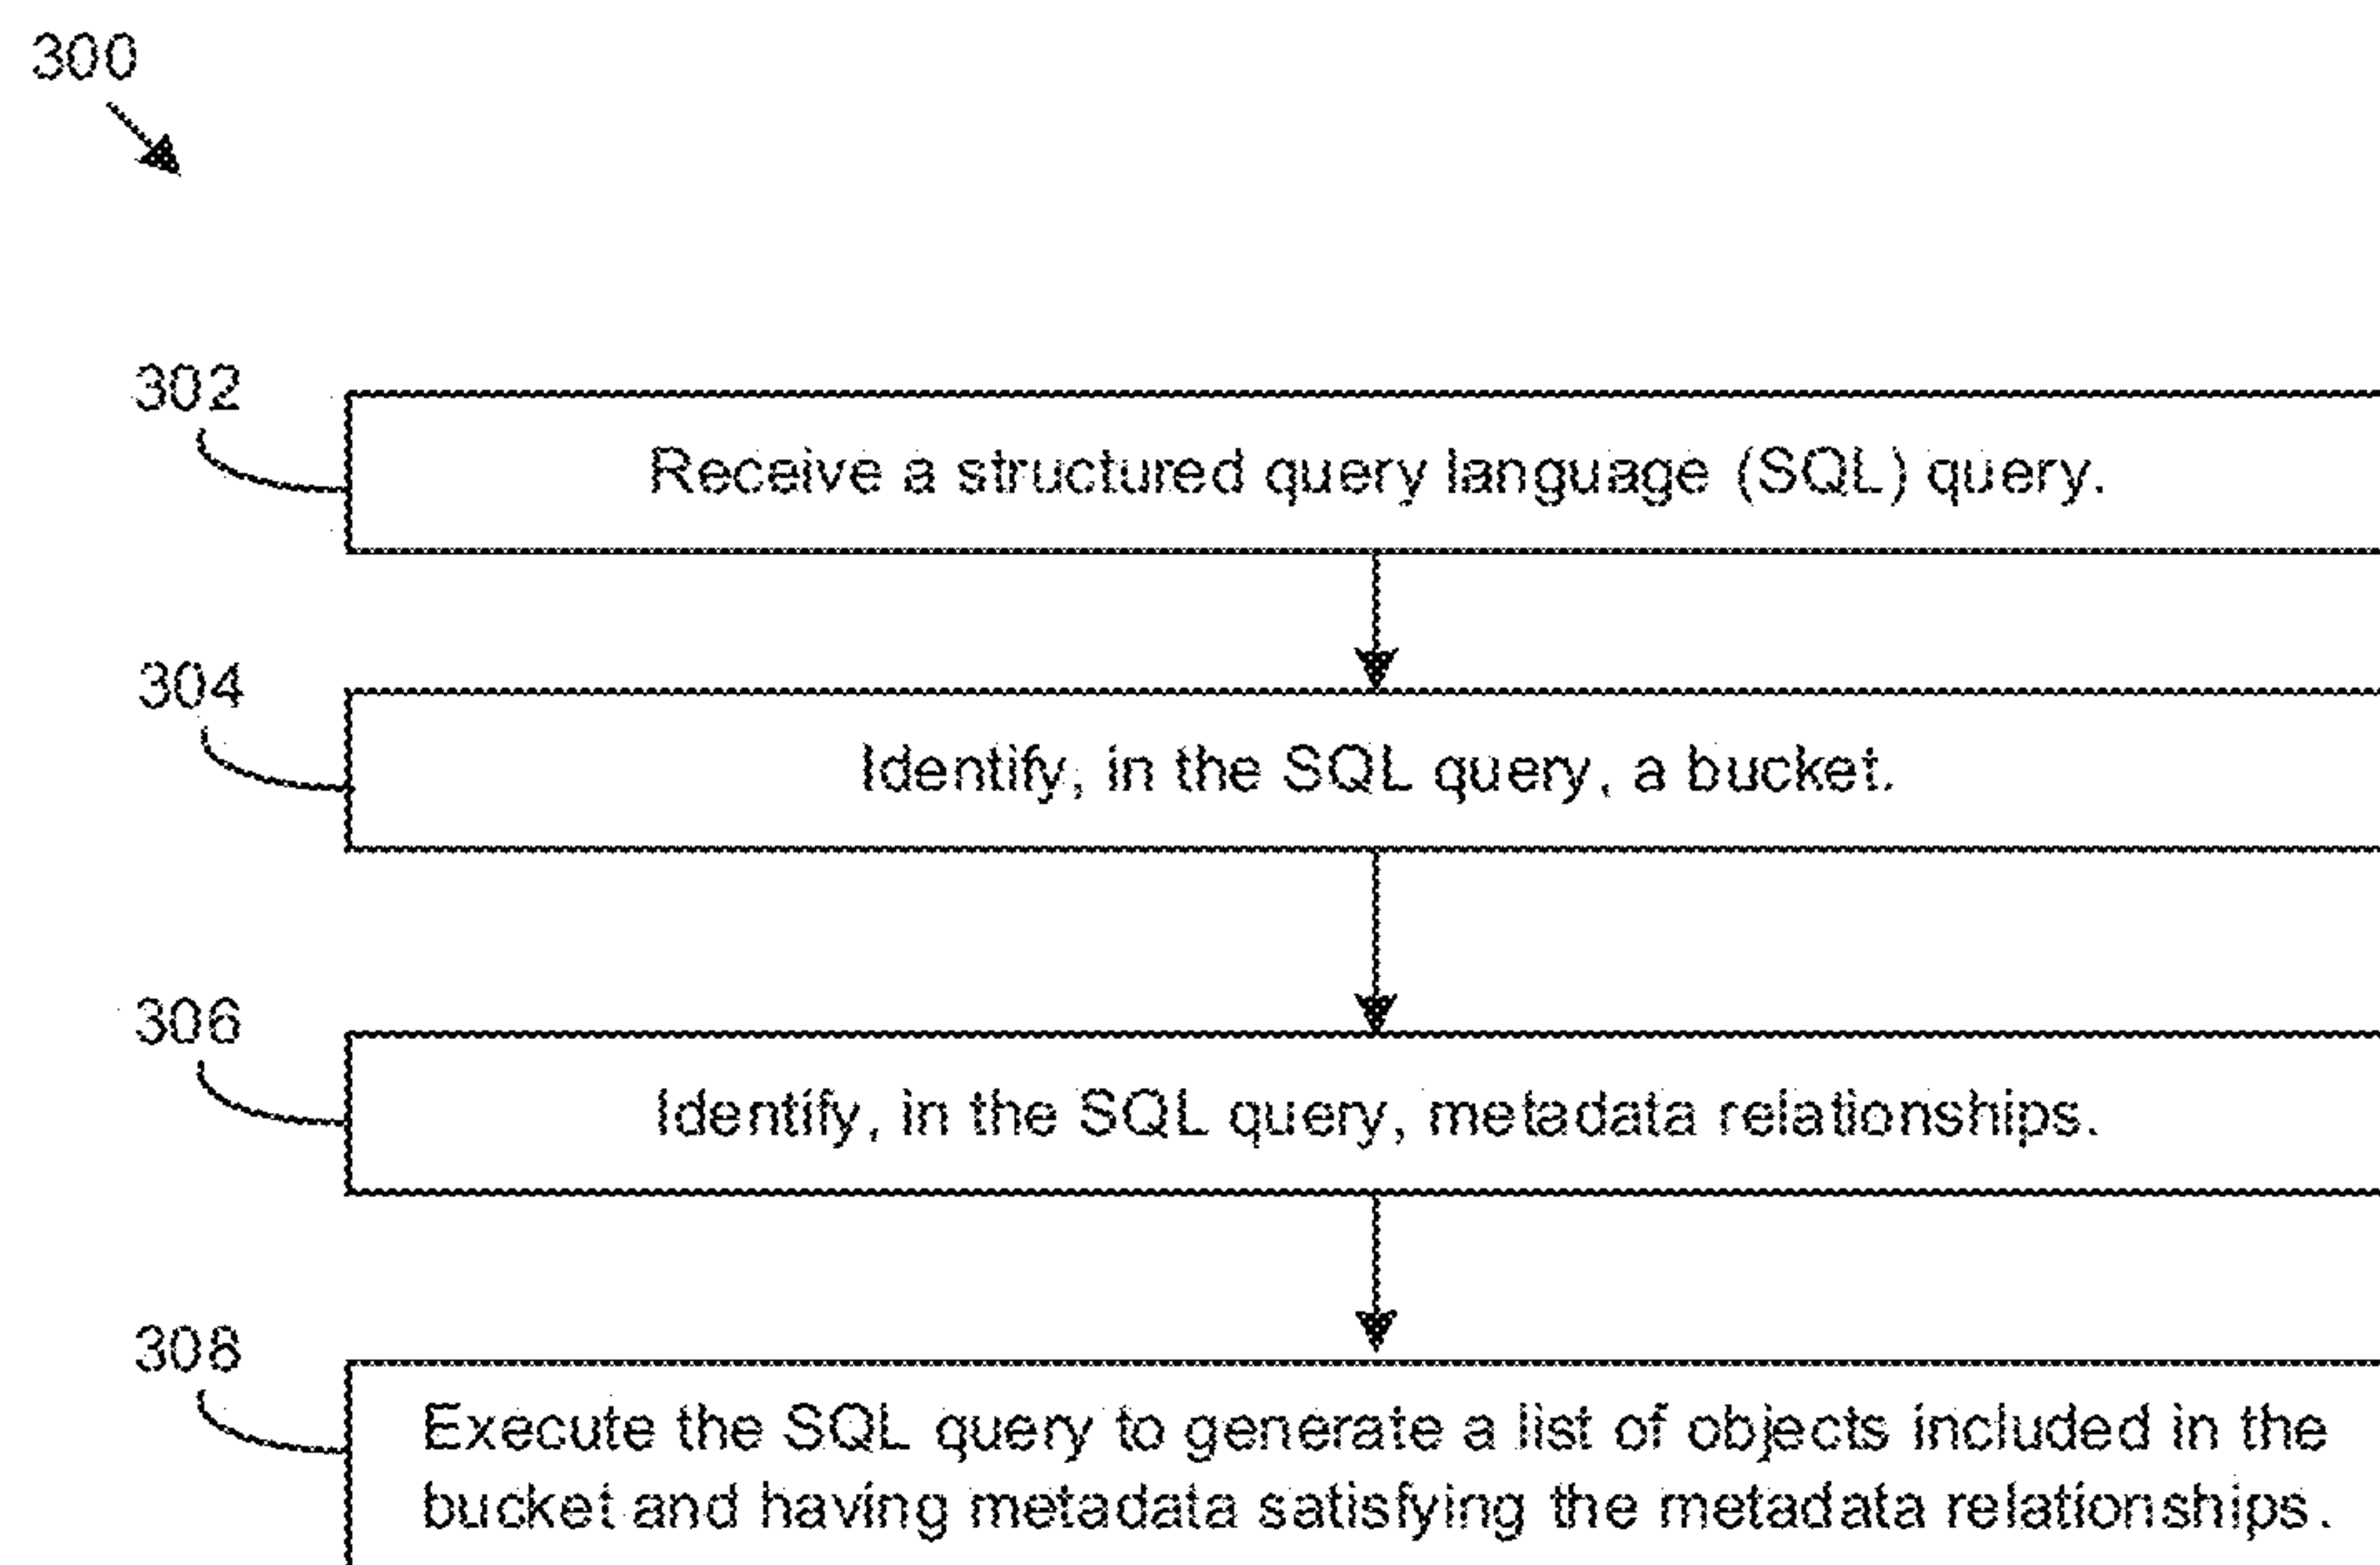 300
302
Receive a structured query language (SQL) query.
304
Identify, in the SQL query, a bucket.
306
Identify, in the SQL query, metadata relationships.
308
Execute the SQL query to generate a list of objects included in the
bucket and having metadata satisfying the metadata relationships.